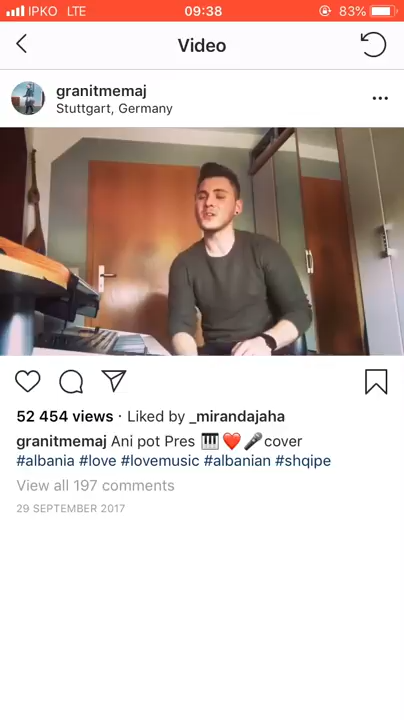 IPKO LTE 09:38 83%
Video
granitmemaj
Stuttgart, Germany
52 454 views · Liked by _mirandajaha
granitmemaj Ani pot Pres 🎹❤️🎤cover
#albania #love #lovemusic #albanian #shqipe
View all 197 comments
29 SEPTEMBER 2017